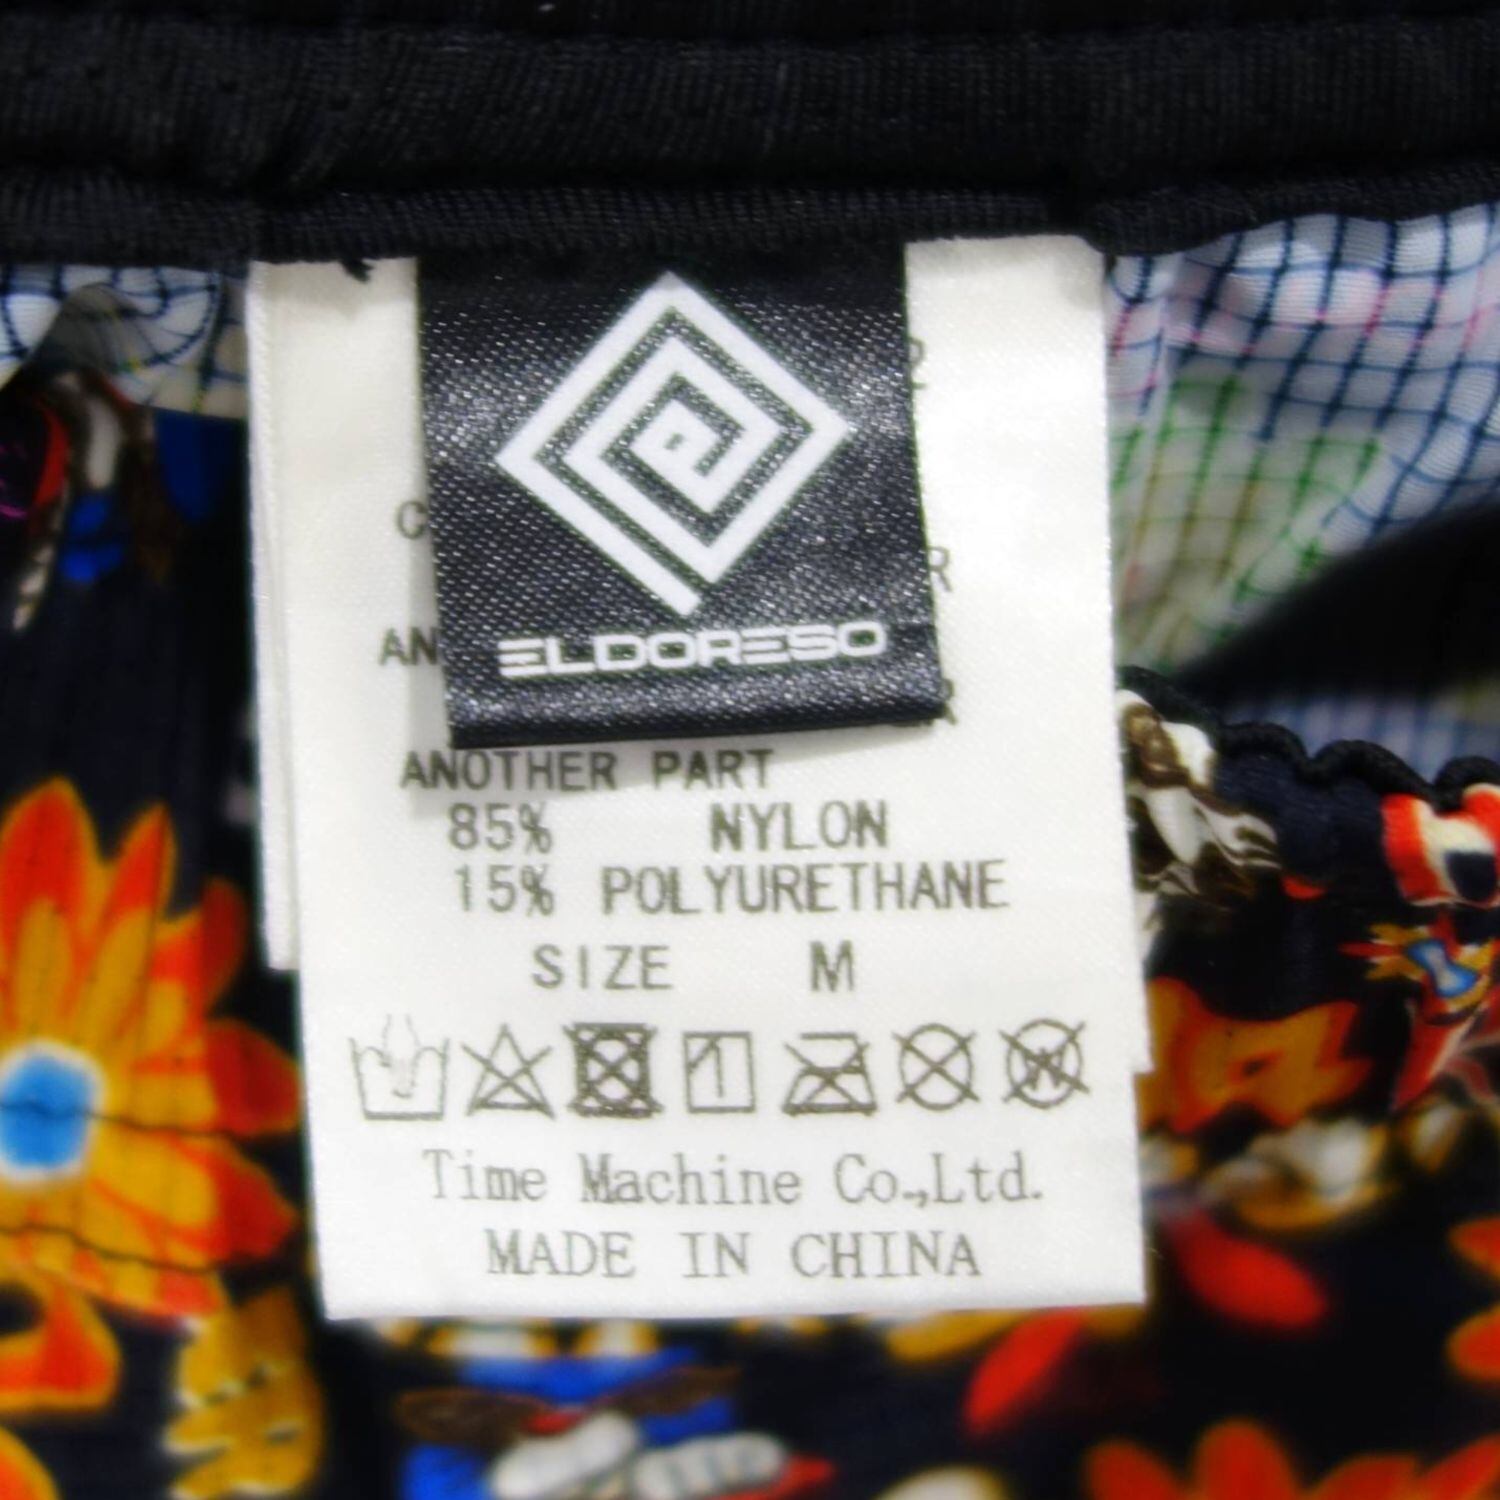 ELDORESO
ANOTHER PART
85% NYLON
15% POLYURETHANE
SIZE M
Time Machine Co.,Ltd.
MADE IN CHINA